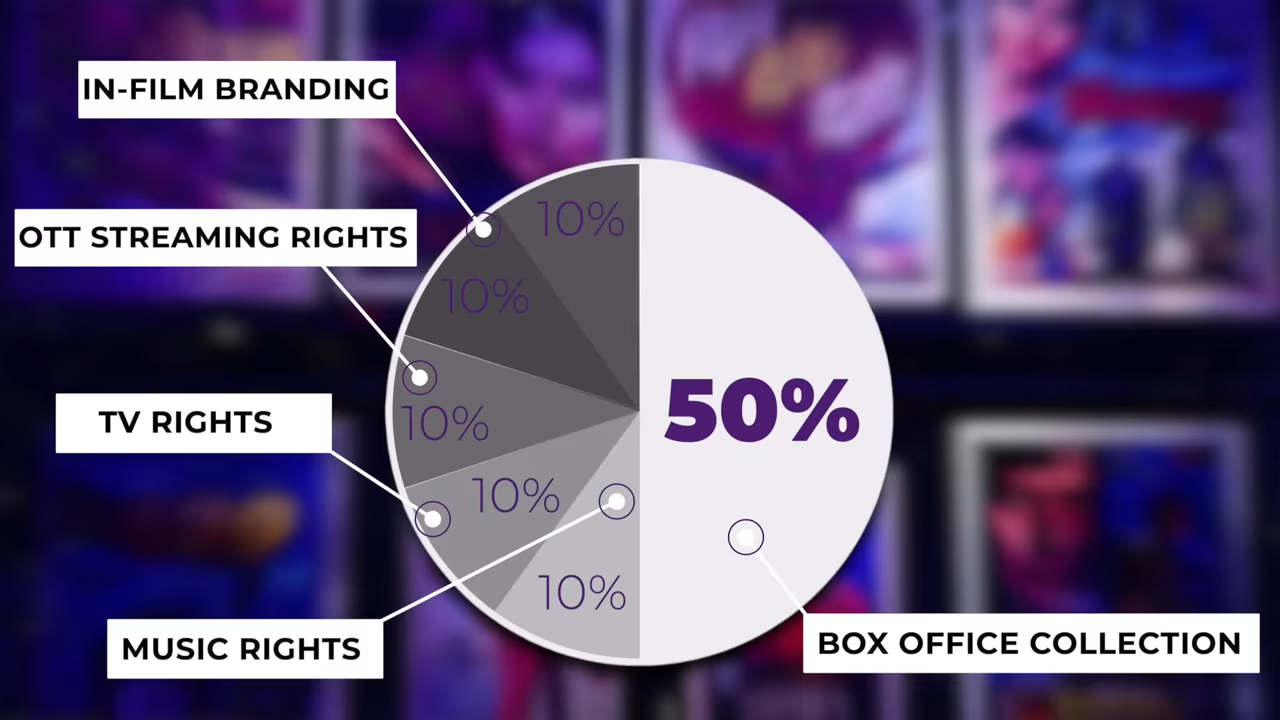 IN-FILM BRANDING
10%
OTT STREAMING RIGHTS
10%
50%
10%
TV RIGHTS
10%
10%
MUSIC RIGHTS
BOX OFFICE COLLECTION